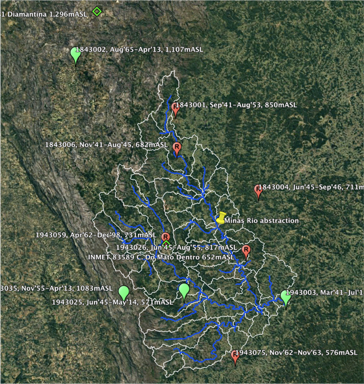 1 Diamantina 1,296mASL
1843002, Aug'65-Apr'13, 1,107mASL
1843001, Sep'41-Aug'53, 850mASL
1843006, Nov'41-Aug'45, 682mASL
1843004, Jun'45-Sep'46, 711m
Minas Rio abstraction
1943059, Apr'62-Dec'98, 731mASL
1943026, Jun'45, Aug'55, 817mASL
INMET 83589 C. Do Mato Dentro 652mASL
035, Nov'55-Apr'13, 1083mASL
1943025, Jun'45-May'14, 521mASL
1943003, Mar'41-Jul'1
1943075, Nov'62-Nov'63, 576mASL